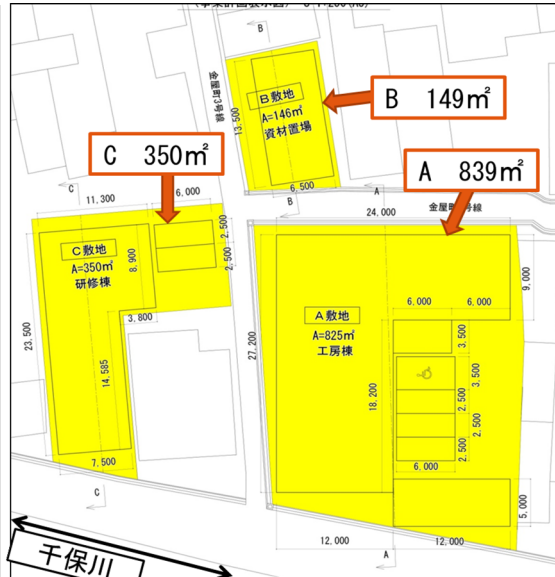 B
金屋町3号線
B敷地
A=146㎡
資材置場
13,500
6,500
B 149㎡
C 350㎡
A 839㎡
C
11,300
6,000
B
A
24,000
金屋町
号線
C敷地
A=350㎡
研修棟
8,900
2,500
2,500
3,800
23,500
14,585
7,500
C
27,200
A敷地
A=825㎡
工房棟
18,200
6,000
6,000
9,000
3,500
3,500
2,500
2,500
2,500
6,000
5,000
12,000
12,000
A
千保川